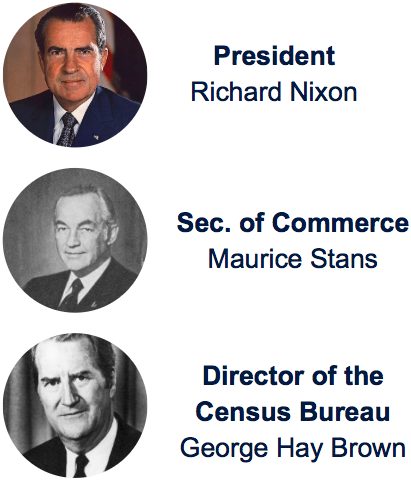 President
Richard Nixon
Sec. of Commerce
Maurice Stans
Director of the
Census Bureau
George Hay Brown